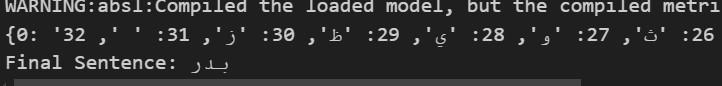 WARNING:absl:Compiled the loaded model, but the compiled metri
{0: '26: 'ث', 27: 'و', 28: 'ي', 29: 'ظ', 30: 'ز', 31: ' ', 32
Final Sentence: بدر